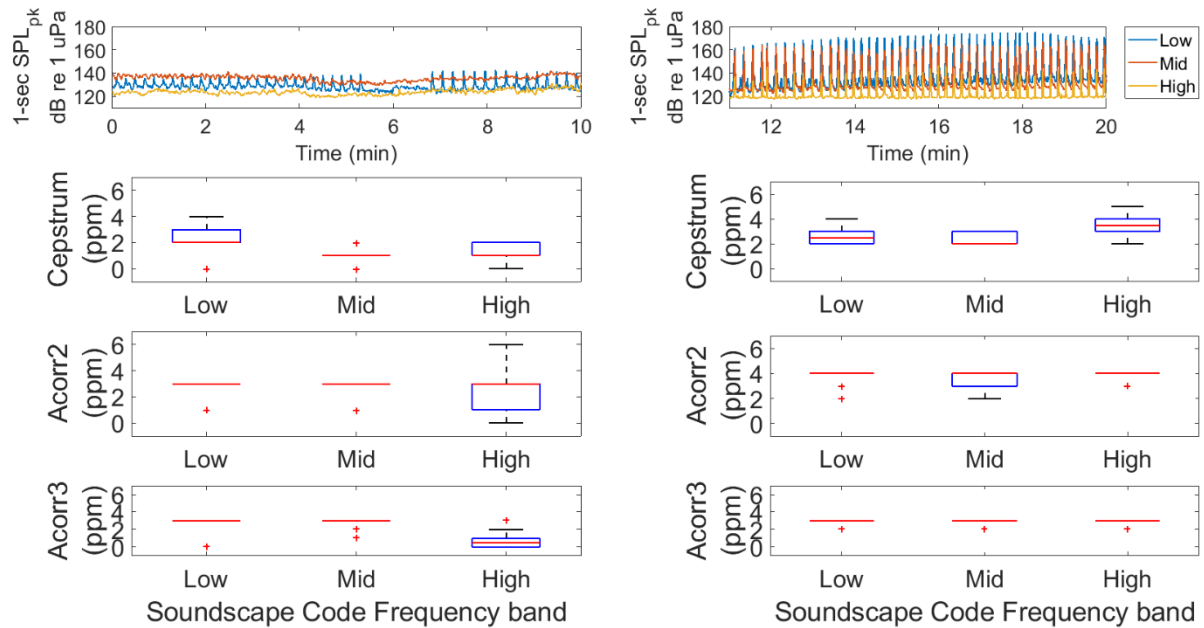 1-sec SPLpk
dB re 1 uPa
180
160
140
120
0 2 4 6 8 10
Time (min)
Cepstrum
(ppm)
6
4
2
0
Low Mid High
Acorr2
(ppm)
6
4
2
0
Low Mid High
Acorr3
(ppm)
6
4
2
0
Low Mid High
Soundscape Code Frequency band
1-sec SPLpk
dB re 1 uPa
180
160
140
120
12 14 16 18 20
Time (min)
Low
Mid
High
Cepstrum
(ppm)
6
4
2
0
Low Mid High
Acorr2
(ppm)
6
4
2
0
Low Mid High
Acorr3
(ppm)
6
4
2
0
Low Mid High
Soundscape Code Frequency band